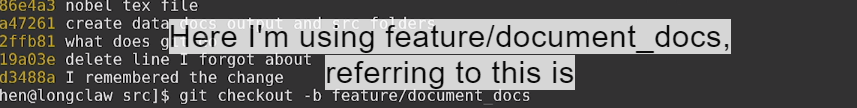 86e4a3 nobel tex file
a47261 create data docs output and src folders
2ffb81 what does gi
19a03e delete line I forgot about
d3488a I remembered the change
hen@longclaw src]$ git checkout -b feature/document_docs
Here I'm using feature/document_docs,
referring to this is